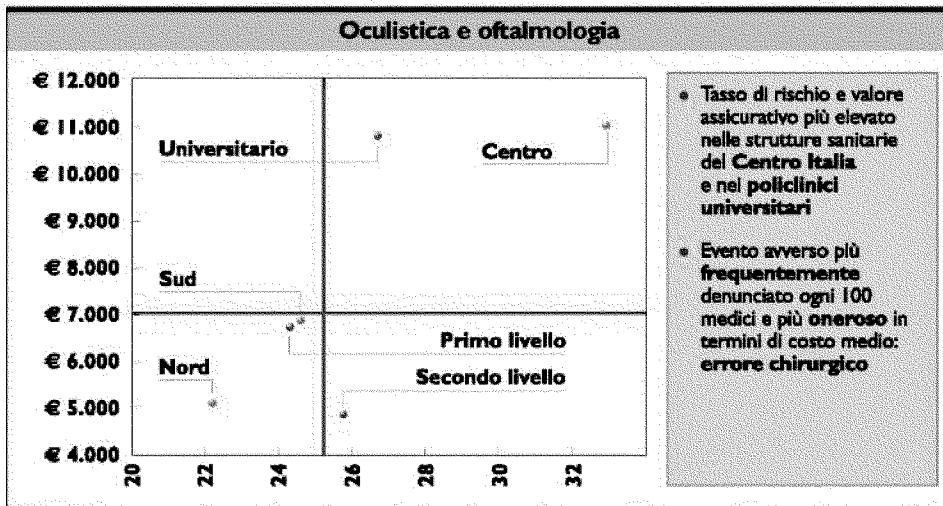 Oculistica e oftalmologia
€ 12.000
€ 11.000
€ 10.000
€ 9.000
€ 8.000
€ 7.000
€ 6.000
€ 5.000
€ 4.000
Universitario
Centro
Sud
Primo livello
Nord
Secondo livello
20
22
24
26
28
30
32
• Tasso di rischio e valore
assicurativo più elevato
nelle strutture sanitarie
del Centro Italia
e nei policlinici
universitari
• Evento avverso più
frequentemente
denunciato ogni 100
medici e più oneroso in
termini di costo medio:
errore chirurgico